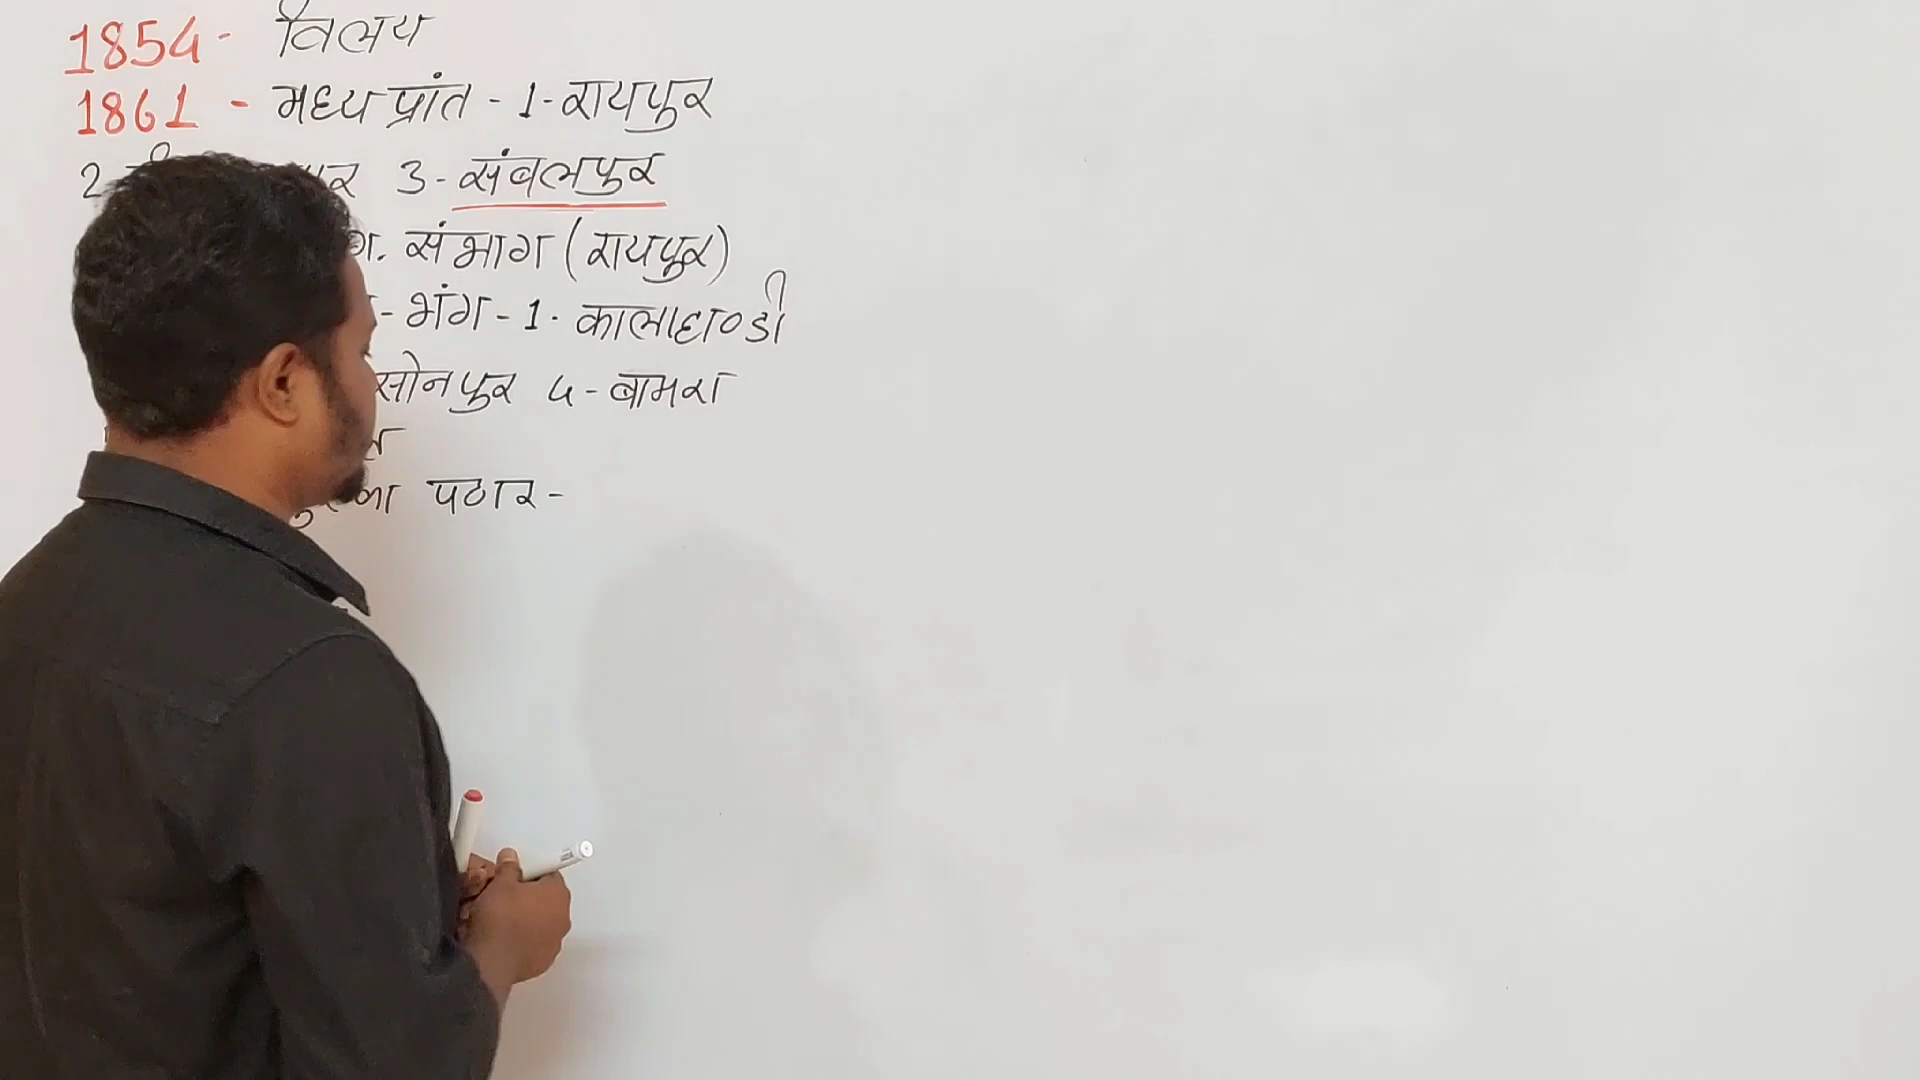 1854 - विलय
1861 - मध्य प्रांत - 1- रायपुर
2 3- संबलपुर
संभाग (रायपुर)
- भंग - 1. कालाहाण्डी
सोनपुर 4- बामरा
का पठार -